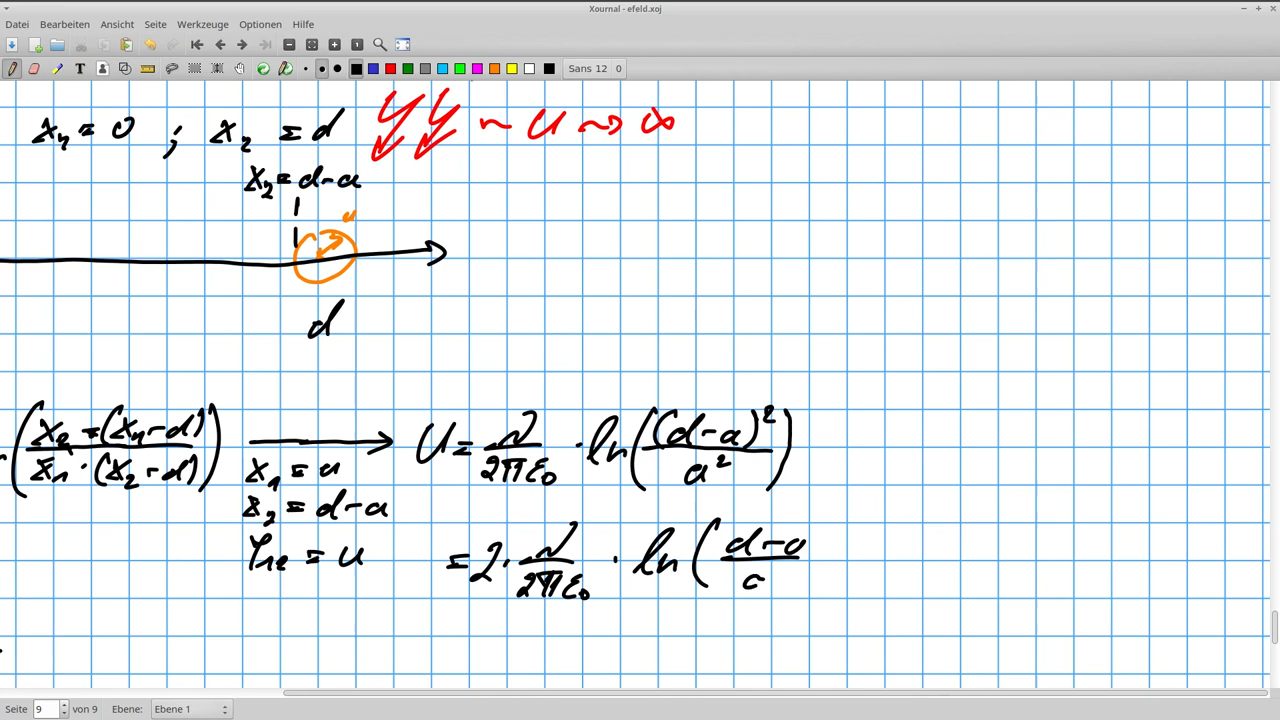 Xournal - efeld.xoj
Datei Bearbeiten Ansicht Seite Werkzeuge Optionen Hilfe
Sans 12 0
x₁ = 0 ; x₂ = d ~ U → ∞
x₂ = d-a
a
d
(x₂ = (x₁-d) / x₁ · (x₂-d)) → U = λ/2πε₀ · ln((d-a)²/a²)
x₁ = a
x₂ = d-a
φ₁₂ = U = 2 · λ/2πε₀ · ln(d-a/a
Seite 9 von 9 Ebene: Ebene 1